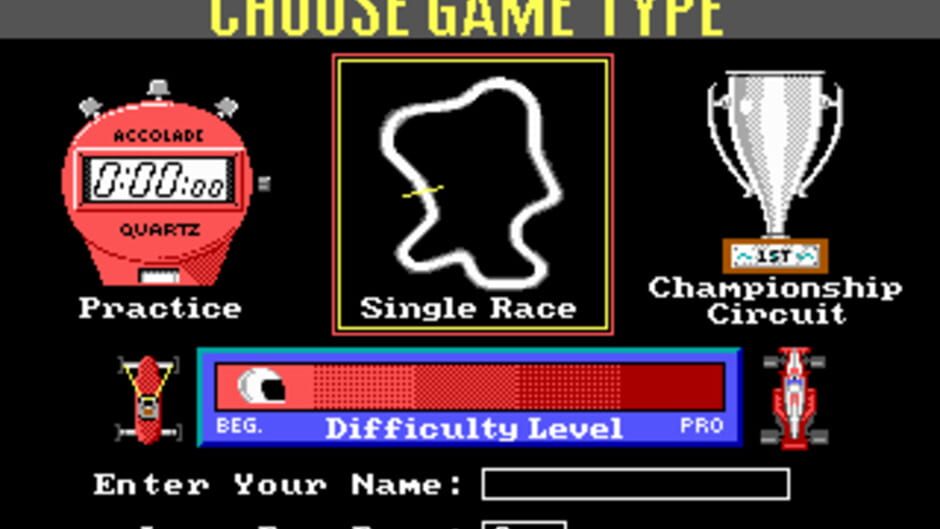 CHOOSE GAME TYPE
ACCOLADE
0:00:00
QUARTZ
1ST
Practice
Single Race
Championship
Circuit
BEG. Difficulty Level PRO
Enter Your Name: